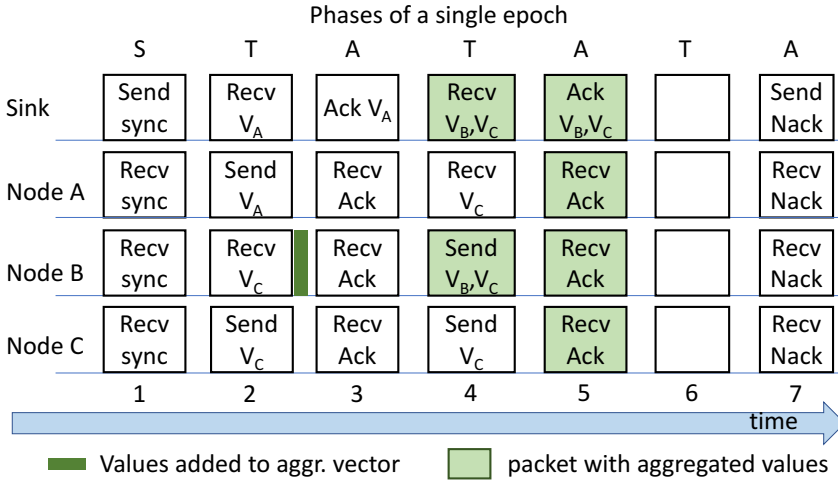 Phases of a single epoch
S T A T A T A
Sink
Send sync
Recv V_A
Ack V_A
Recv V_B,V_C
Ack V_B,V_C
Send Nack
Node A
Recv sync
Send V_A
Recv Ack
Recv V_C
Recv Ack
Recv Nack
Node B
Recv sync
Recv V_C
Recv Ack
Send V_B,V_C
Recv Ack
Recv Nack
Node C
Recv sync
Send V_C
Recv Ack
Send V_C
Recv Ack
Recv Nack
1 2 3 4 5 6 7
time
Values added to aggr. vector
packet with aggregated values